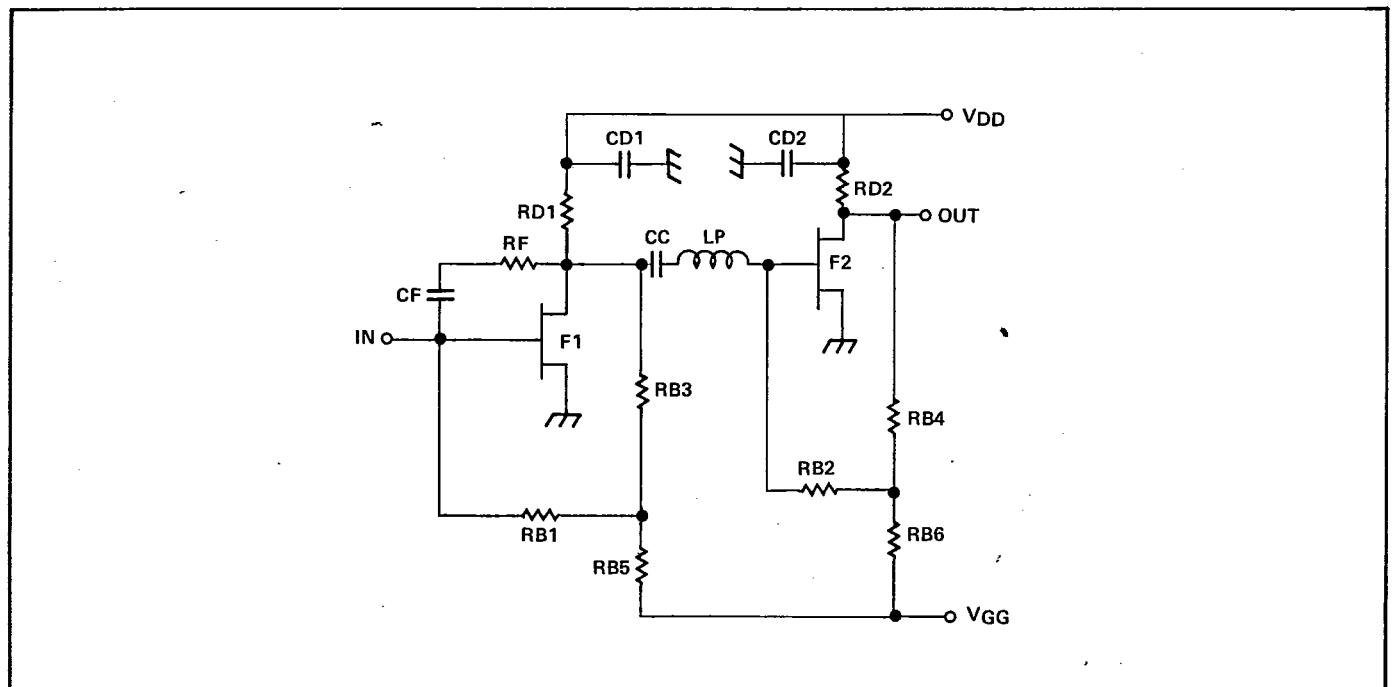 VDD
CD1
CD2
RD1
RD2
OUT
RF
CC
LP
F2
CF
IN
F1
RB3
RB4
RB2
RB1
RB6
RB5
VGG